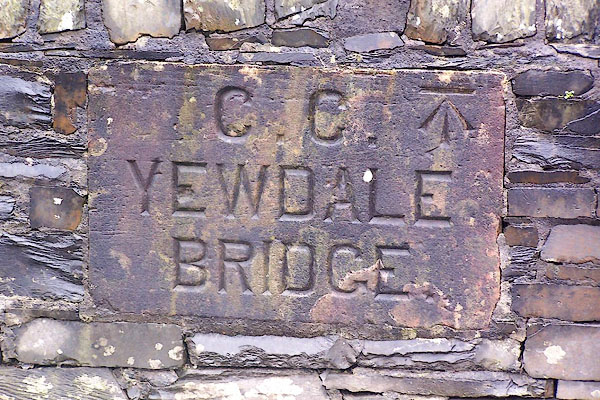 C. C.
YEWDALE
BRIDGE.